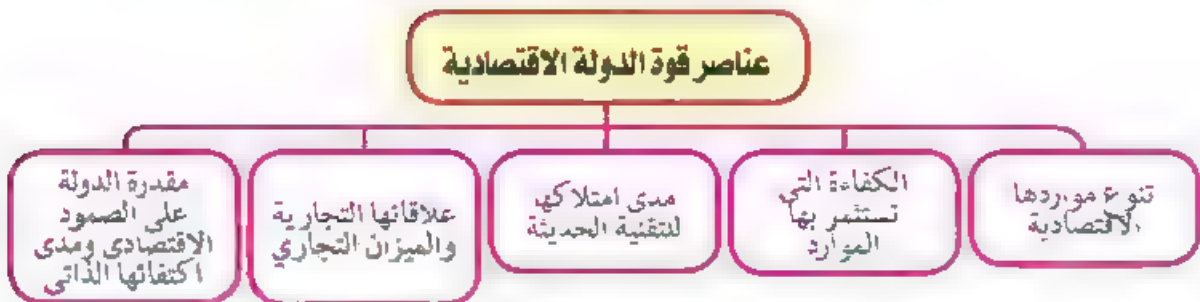 عناصر قوة الدولة الاقتصادية
تنوع مواردها
الاقتصادية
الكفاءة التي
تستثمر بها
الموارد
مدى امتلاكها
للتقنية الحديثة
علاقاتها التجارية
والميزان التجاري
مقدرة الدولة
على الصمود
الاقتصادي ومدى
اكتفائها الذاتي